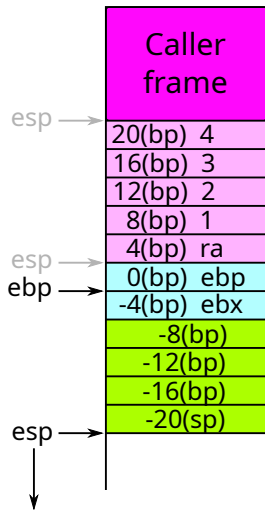 Caller
frame
esp
20(bp) 4
16(bp) 3
12(bp) 2
8(bp) 1
4(bp) ra
esp
0(bp) ebp
ebp
-4(bp) ebx
-8(bp)
-12(bp)
-16(bp)
-20(sp)
esp